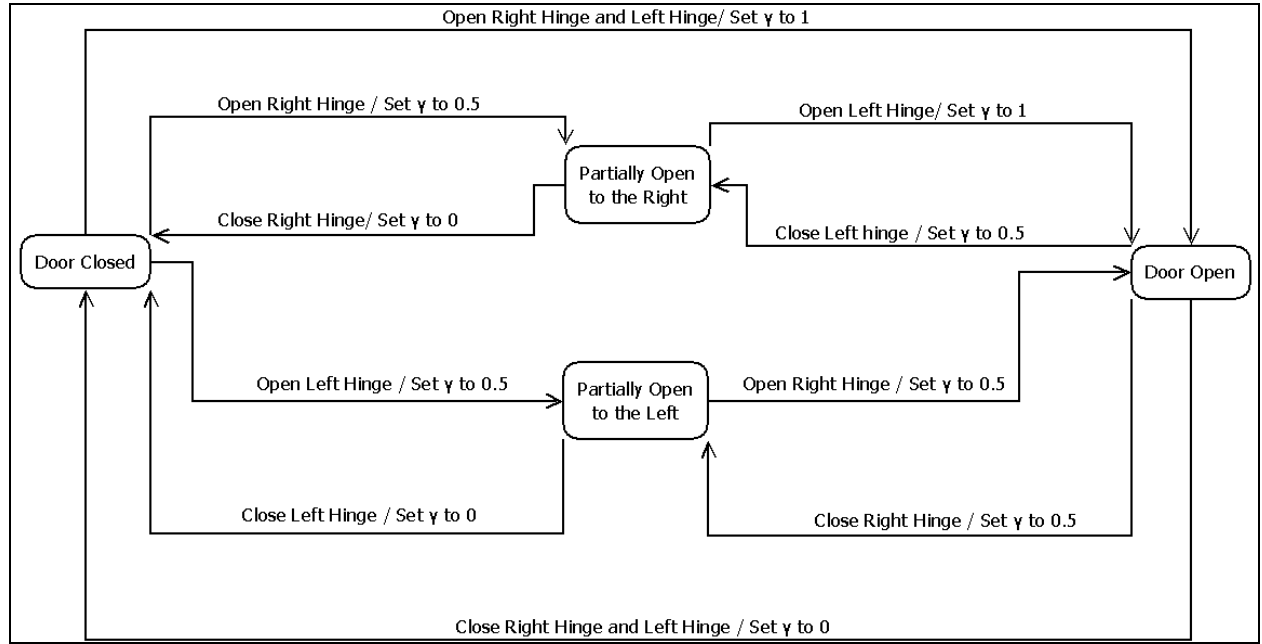 Open Right Hinge and Left Hinge/ Set γ to 1
Open Right Hinge / Set γ to 0.5
Open Left Hinge/ Set γ to 1
Partially Open
to the Right
Close Right Hinge/ Set γ to 0
Close Left hinge / Set γ to 0.5
Door Closed
Door Open
Open Left Hinge / Set γ to 0.5
Partially Open
to the Left
Open Right Hinge / Set γ to 0.5
Close Left Hinge / Set γ to 0
Close Right Hinge / Set γ to 0.5
Close Right Hinge and Left Hinge / Set γ to 0